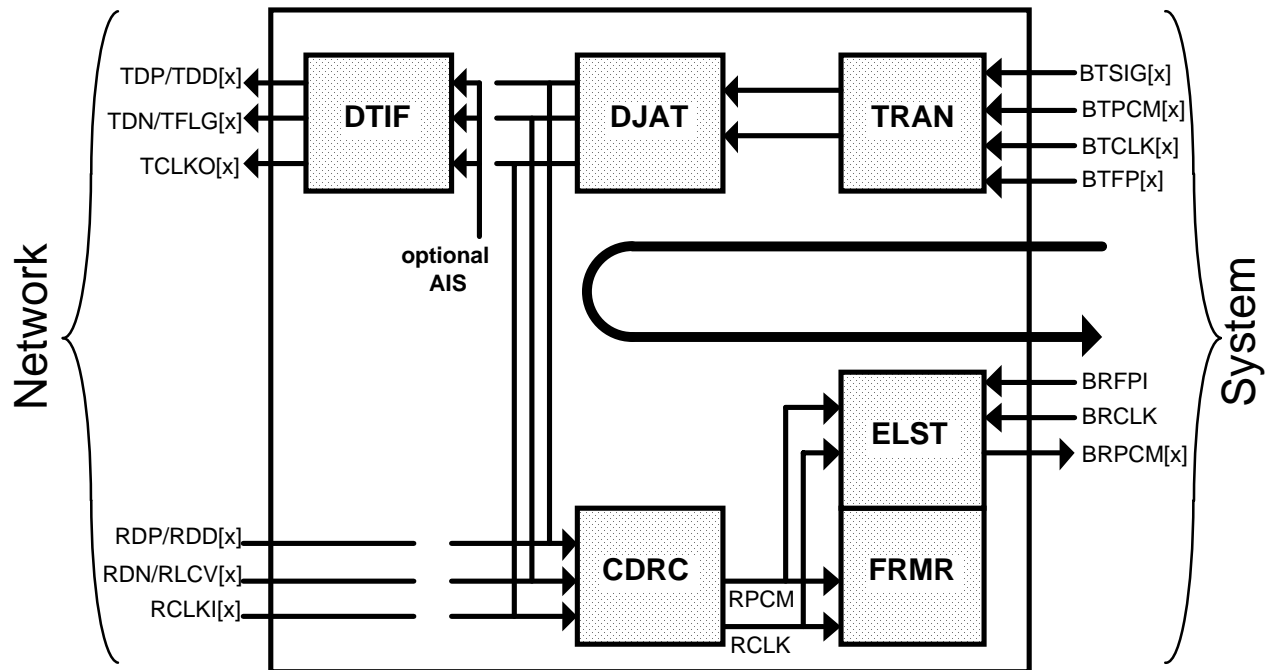 TDP/TDD[x]
TDN/TFLG[x]
TCLKO[x]
DTIF
DJAT
TRAN
BTSIG[x]
BTPCM[x]
BTCLK[x]
BTFP[x]
optional
AIS
Network
System
BRFPI
BRCLK
BRPCM[x]
ELST
RDP/RDD[x]
RDN/RLCV[x]
RCLKI[x]
CDRC
RPCM
RCLK
FRMR